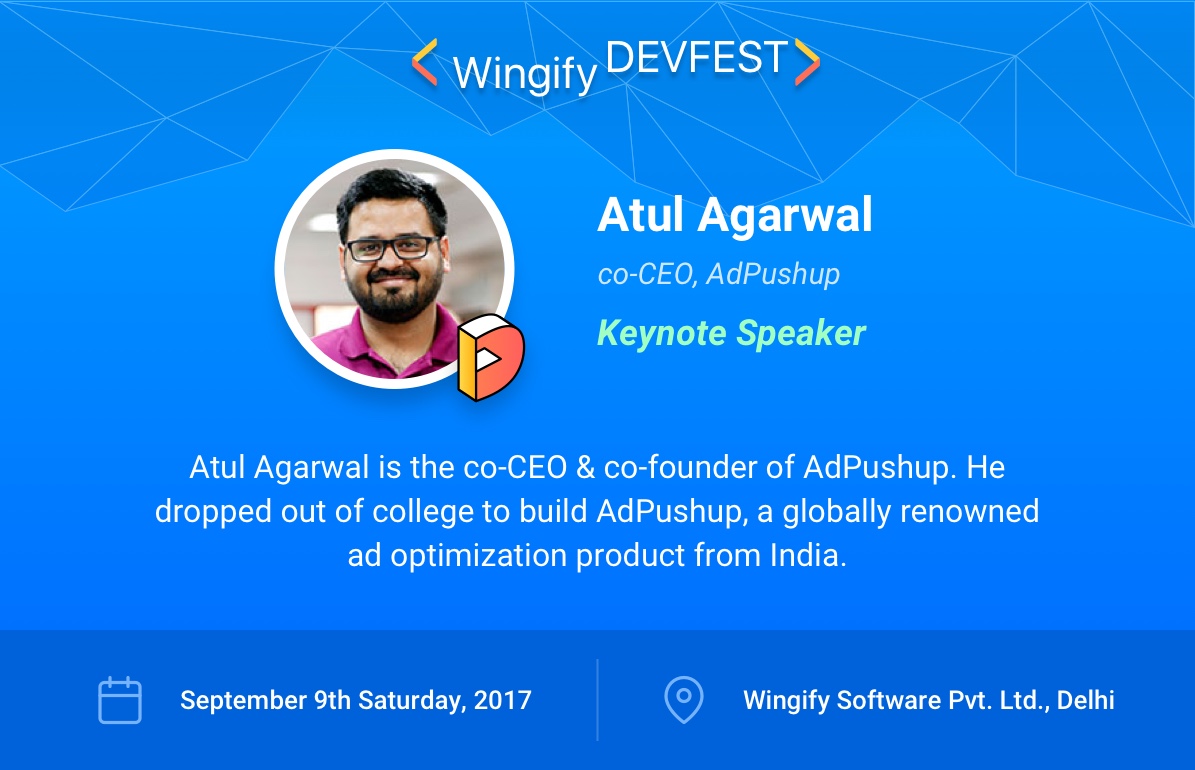 Wingify DEVFEST
Atul Agarwal
co-CEO, AdPushup
Keynote Speaker
Atul Agarwal is the co-CEO & co-founder of AdPushup. He
dropped out of college to build AdPushup, a globally renowned
ad optimization product from India.
September 9th Saturday, 2017
Wingify Software Pvt. Ltd., Delhi